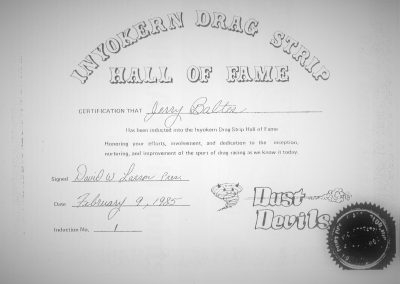 INYOKERN DRAG STRIP
HALL OF FAME
CERTIFICATION THAT Jerry Baltes
Has been inducted into the Inyokern Drag Strip Hall of Fame
Honoring your efforts, involvement, and dedication to the inception,
nurturing, and improvement of the sport of drag racing as we know it today.
Signed David W. Larson Pres.
Date February 9, 1985
Induction No. 1
Dust
Devils